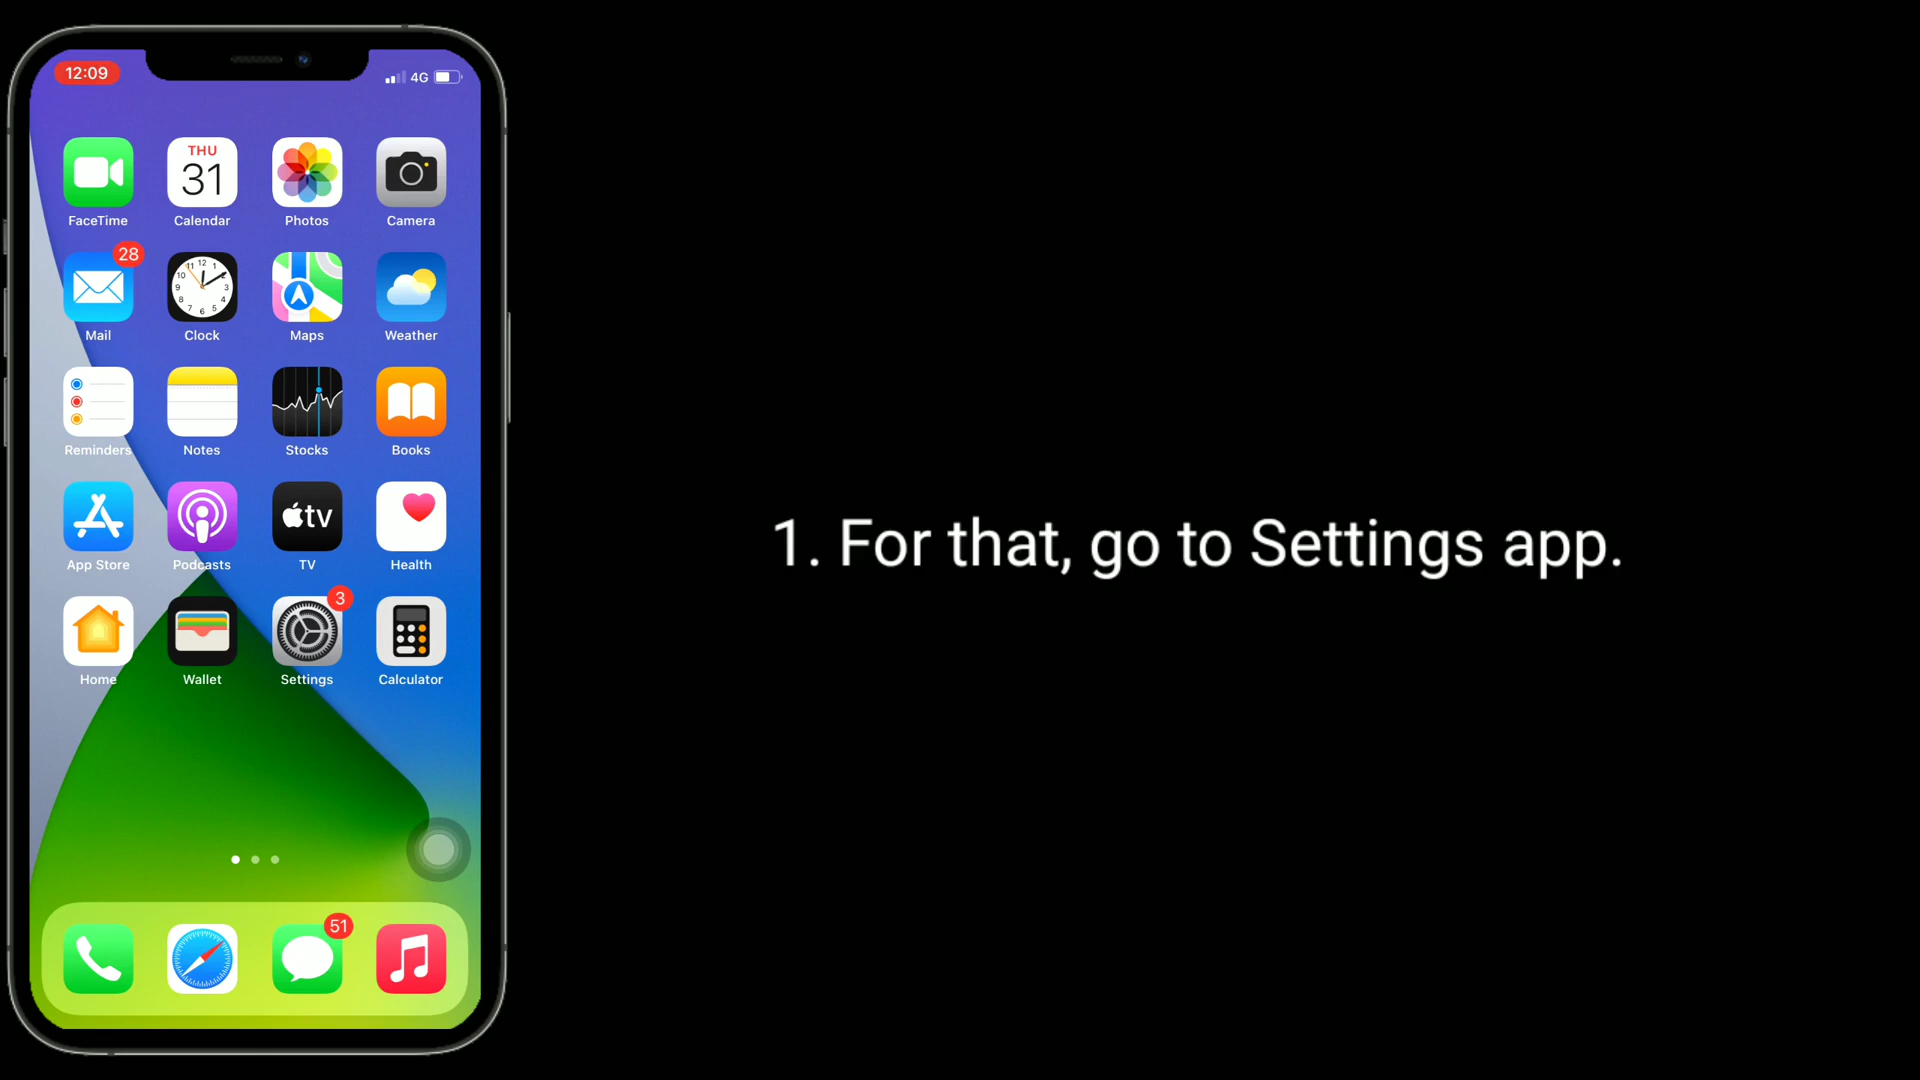 12:09
4G
THU
31
FaceTime
Calendar
Photos
Camera
28
Mail
Clock
Maps
Weather
Reminders
Notes
Stocks
Books
tv
App Store
Podcasts
TV
Health
3
Home
Wallet
Settings
Calculator
51
1. For that, go to Settings app.